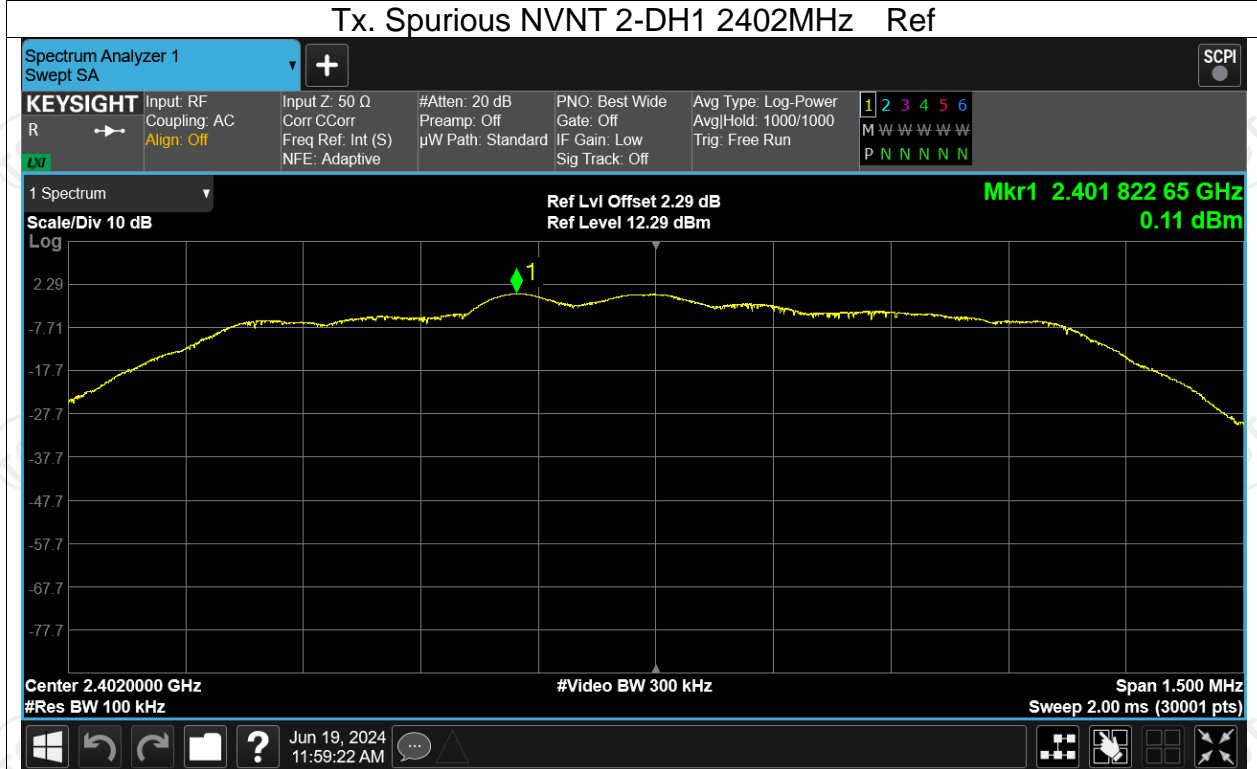 Tx. Spurious NVNT 2-DH1 2402MHz Ref
Spectrum Analyzer 1
Swept SA
SCPI
KEYSIGHT
R
LXI
Input: RF
Coupling: AC
Align: Off
Input Z: 50 Ω
Corr CCorr
Freq Ref: Int (S)
NFE: Adaptive
#Atten: 20 dB
Preamp: Off
µW Path: Standard
PNO: Best Wide
Gate: Off
IF Gain: Low
Sig Track: Off
Avg Type: Log-Power
Avg|Hold: 1000/1000
Trig: Free Run
1 2 3 4 5 6
M W W W W W
P N N N N N
1 Spectrum
Scale/Div 10 dB
Ref Lvl Offset 2.29 dB
Ref Level 12.29 dBm
Mkr1 2.401 822 65 GHz
0.11 dBm
Log
1
2.29
-7.71
-17.7
-27.7
-37.7
-47.7
-57.7
-67.7
-77.7
Center 2.4020000 GHz
#Video BW 300 kHz
Span 1.500 MHz
#Res BW 100 kHz
Sweep 2.00 ms (30001 pts)
?
Jun 19, 2024
11:59:22 AM